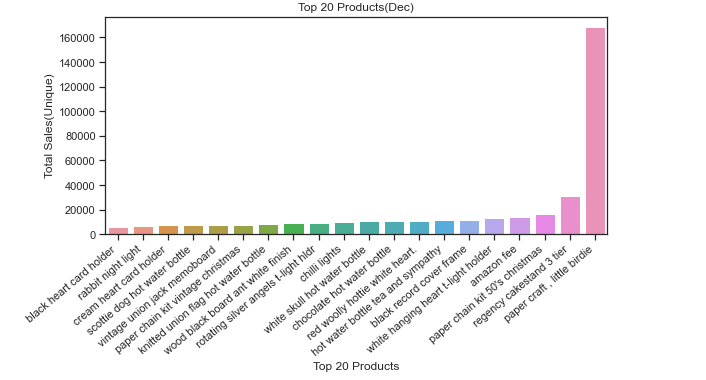 Top 20 Products(Dec)
Total Sales(Unique)
160000
140000
120000
100000
80000
60000
40000
20000
0
black heart card holder
rabbit night light
cream heart card holder
scottie dog hot water bottle
vintage union jack memoboard
paper chain kit vintage christmas
knitted union flag hot water bottle
wood black board ant white finish
rotating silver angels t-light hldr
chilli lights
white skull hot water bottle
chocolate hot water bottle
red woolly hottie white heart.
hot water bottle tea and sympathy
black record cover frame
white hanging heart t-light holder
amazon fee
paper chain kit 50's christmas
regency cakestand 3 tier
paper craft , little birdie
Top 20 Products